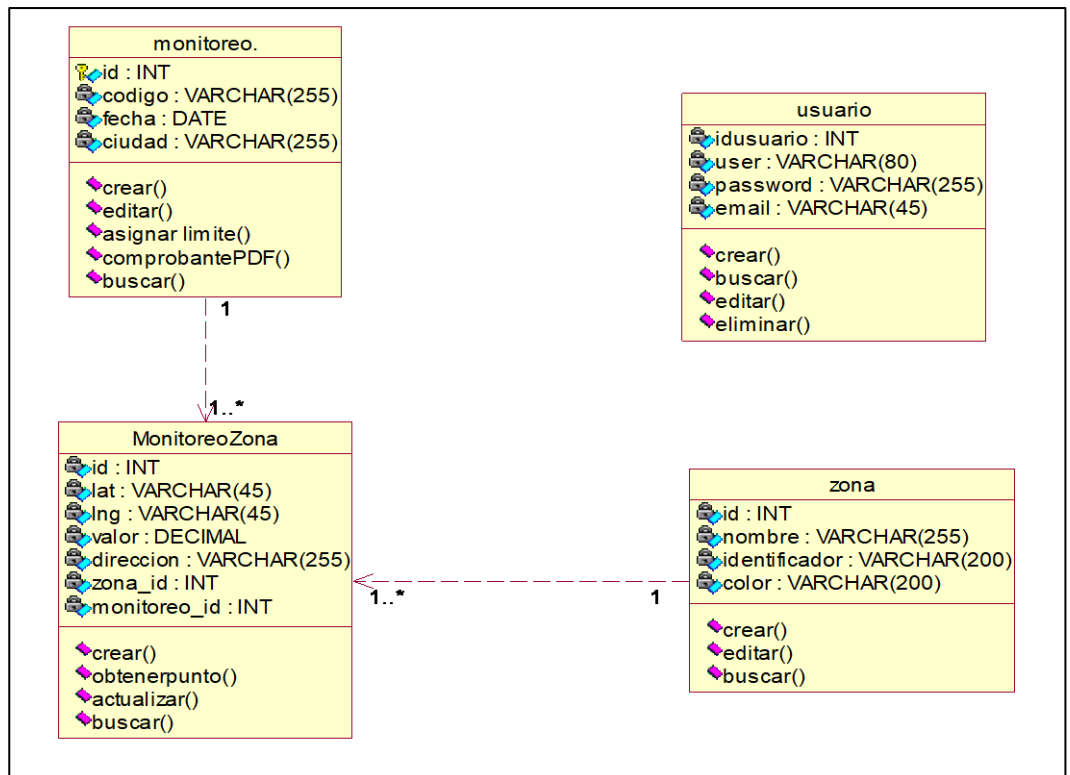 monitoreo.
id : INT
codigo : VARCHAR(255)
fecha : DATE
ciudad : VARCHAR(255)
crear()
editar()
asignar limite()
comprobantePDF()
buscar()
1
1..*
usuario
idusuario : INT
user : VARCHAR(80)
password : VARCHAR(255)
email : VARCHAR(45)
crear()
buscar()
editar()
eliminar()
MonitoreoZona
id : INT
lat : VARCHAR(45)
lng : VARCHAR(45)
valor : DECIMAL
direccion : VARCHAR(255)
zona_id : INT
monitoreo_id : INT
crear()
obtenerpunto()
actualizar()
buscar()
1..*
1
zona
id : INT
nombre : VARCHAR(255)
identificador : VARCHAR(200)
color : VARCHAR(200)
crear()
editar()
buscar()